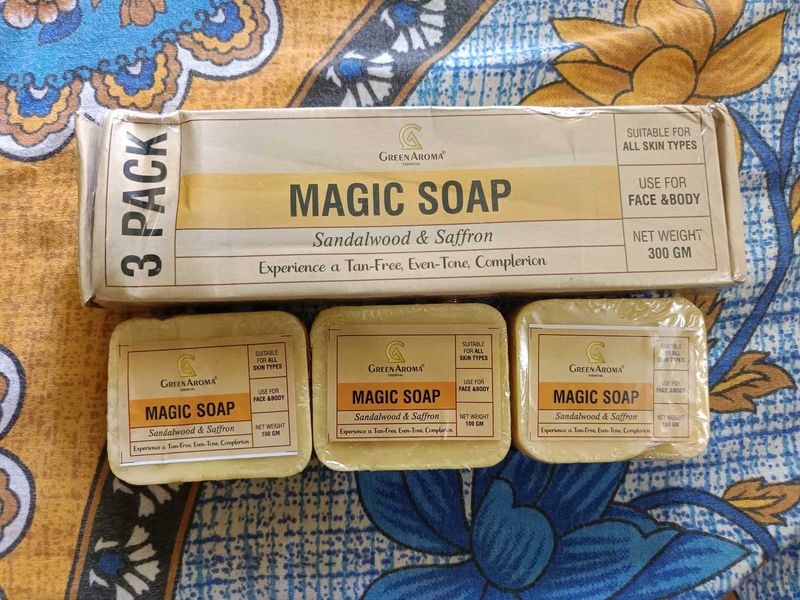 3 PACK
GREENAROMA®
ESSENTIAL
MAGIC SOAP
Sandalwood & Saffron
Experience a Tan-Free, Even-Tone, Complerion
SUITABLE FOR
ALL SKIN TYPES
USE FOR
FACE &BODY
NET WEIGHT
300 GM
GREENAROMA®
ESSENTIAL
MAGIC SOAP
Sandalwood & Saffron
Experience a Tan-Free, Even-Tone, Complerion
SUITABLE
FOR ALL
SKIN TYPES
USE FOR
FACE &BODY
NET WEIGHT
100 GM
GREENAROMA®
ESSENTIAL
MAGIC SOAP
Sandalwood & Saffron
Experience a Tan-Free, Even-Tone, Complerion
SUITABLE
FOR ALL
SKIN TYPES
USE FOR
FACE &BODY
NET WEIGHT
100 GM
GREENAROMA®
ESSENTIAL
MAGIC SOAP
Sandalwood & Saffron
Experience a Tan-Free, Even-Tone, Complerion
SUITABLE
FOR ALL
SKIN TYPES
USE FOR
FACE &BODY
NET WEIGHT
100 GM